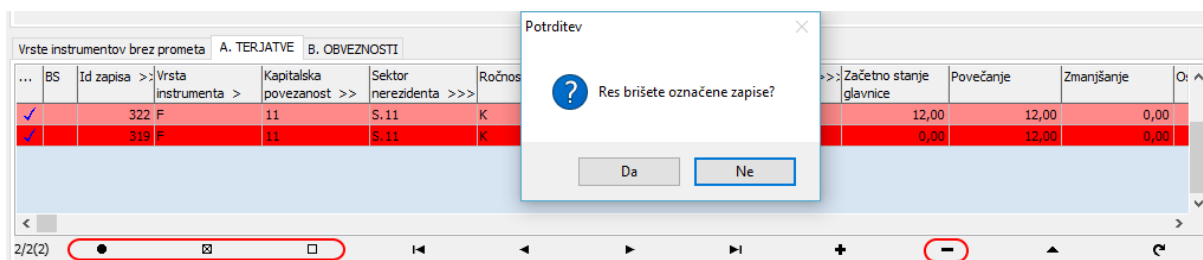 Potrditev
Vrste instrumentov brez prometa A. TERJATVE B. OBVEZNOSTI
... BS Id zapisa >> Vrsta instrumenta > Kapitalska povezanost >> Sektor nerezidenta >>> Ročnos >> Začetno stanje glavnice Povečanje Zmanjšanje
Res brišete označene zapise?
322 F 11 S.11 K 12,00 12,00 0,00
319 F 11 S.11 K 0,00 12,00 0,00
Da Ne
2/2(2)